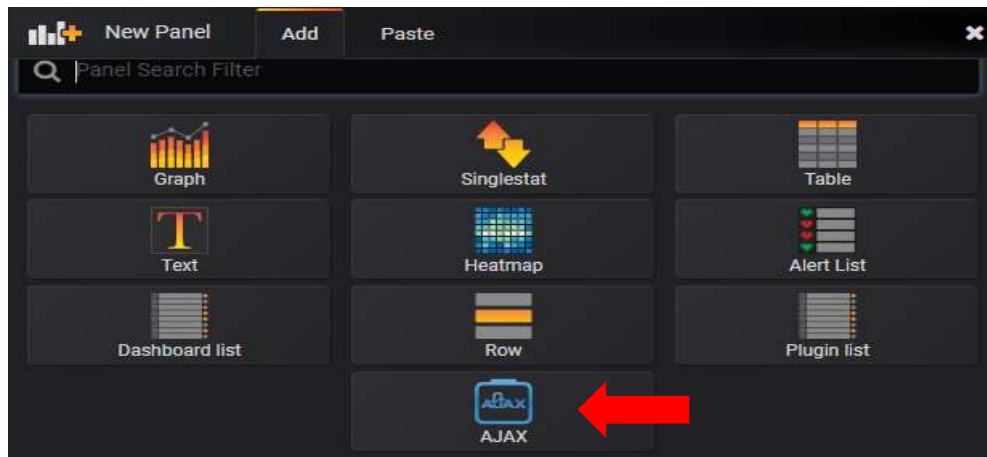 New Panel Add Paste
Panel Search Filter
Graph Singlestat Table
T
Text Heatmap Alert List
Dashboard list Row Plugin list
AJAX
AJAX